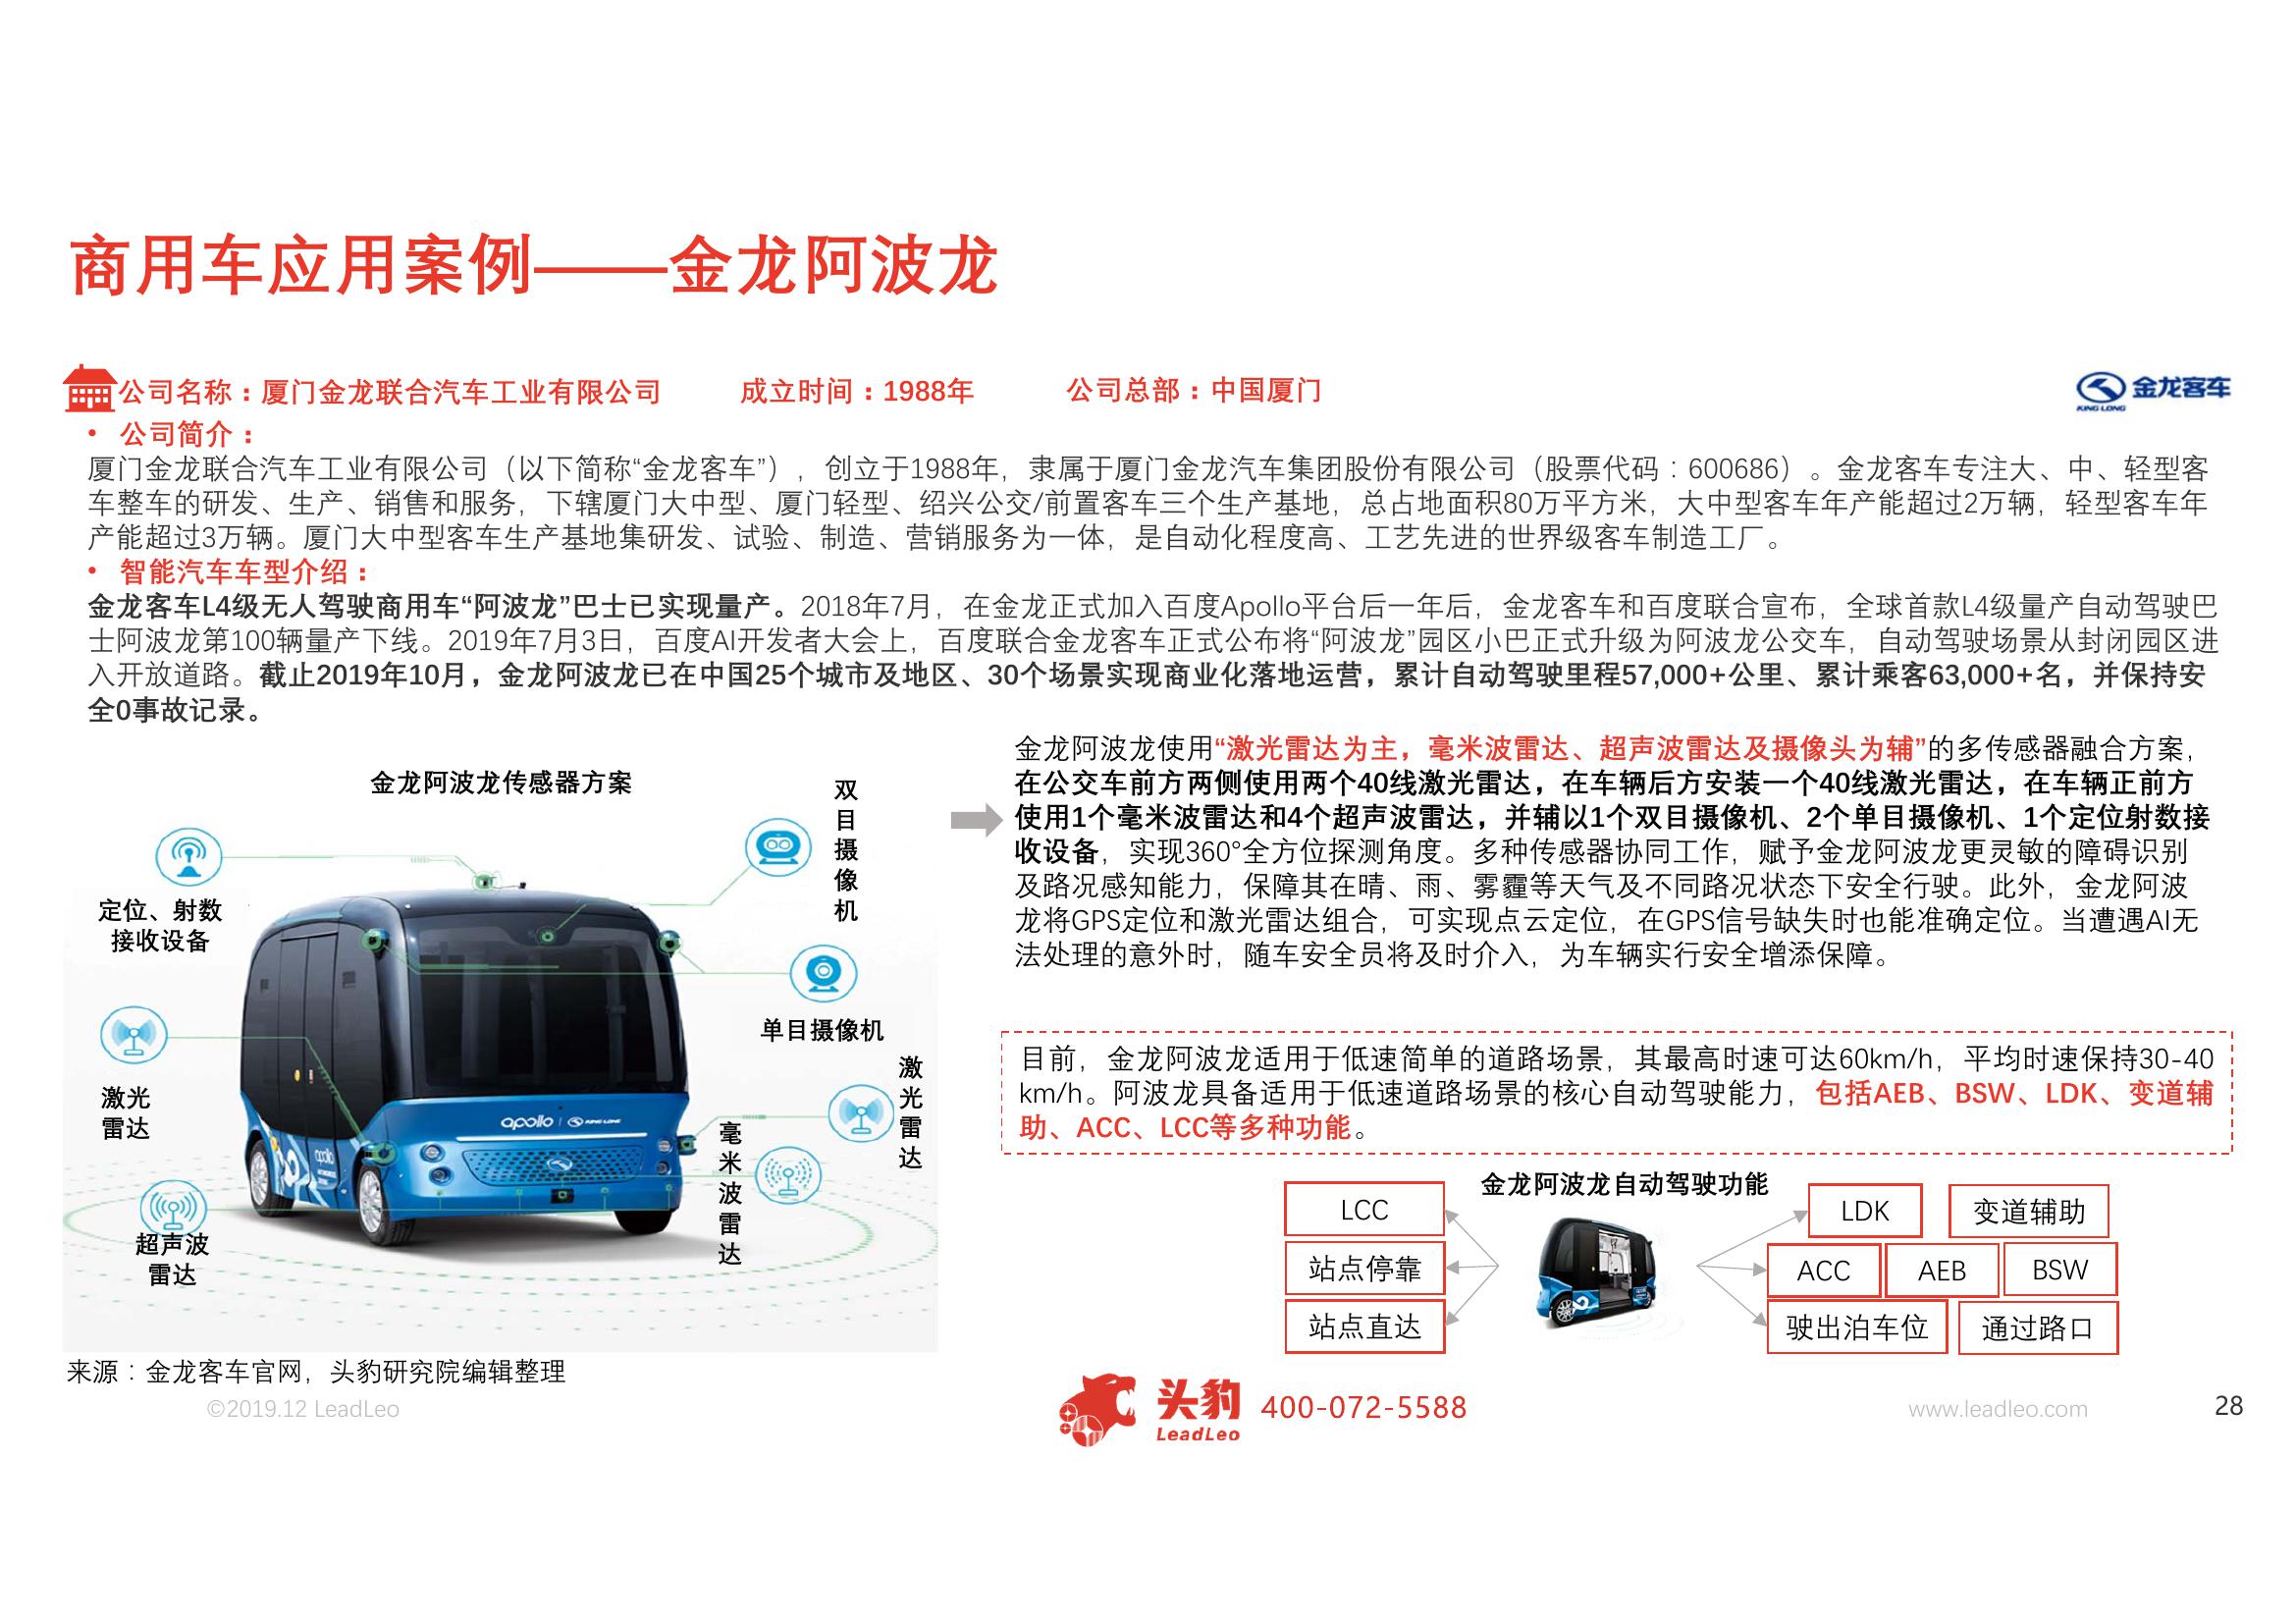 商用车应用案例——金龙阿波龙
公司名称：厦门金龙联合汽车工业有限公司 成立时间：1988年 公司总部：中国厦门
金龙客车
KING LONG
• 公司简介：
厦门金龙联合汽车工业有限公司（以下简称“金龙客车”），创立于1988年，隶属于厦门金龙汽车集团股份有限公司（股票代码：600686）。金龙客车专注大、中、轻型客
车整车的研发、生产、销售和服务，下辖厦门大中型、厦门轻型、绍兴公交/前置客车三个生产基地，总占地面积80万平方米，大中型客车年产能超过2万辆，轻型客车年
产能超过3万辆。厦门大中型客车生产基地集研发、试验、制造、营销服务为一体，是自动化程度高、工艺先进的世界级客车制造工厂。
• 智能汽车车型介绍：
金龙客车L4级无人驾驶商用车“阿波龙”巴士已实现量产。2018年7月，在金龙正式加入百度Apollo平台后一年后，金龙客车和百度联合宣布，全球首款L4级量产自动驾驶巴
士阿波龙第100辆量产下线。2019年7月3日，百度AI开发者大会上，百度联合金龙客车正式公布将“阿波龙”园区小巴正式升级为阿波龙公交车，自动驾驶场景从封闭园区进
入开放道路。截止2019年10月，金龙阿波龙已在中国25个城市及地区、30个场景实现商业化落地运营，累计自动驾驶里程57,000+公里、累计乘客63,000+名，并保持安
全0事故记录。
金龙阿波龙传感器方案
双目摄像机
定位、射数
接收设备
单目摄像机
激光
雷达
激光雷达
毫米波雷达
超声波
雷达
apollo | KING LONG
apollo
金龙阿波龙使用“激光雷达为主，毫米波雷达、超声波雷达及摄像头为辅”的多传感器融合方案，
在公交车前方两侧使用两个40线激光雷达，在车辆后方安装一个40线激光雷达，在车辆正前方
使用1个毫米波雷达和4个超声波雷达，并辅以1个双目摄像机、2个单目摄像机、1个定位射数接
收设备，实现360°全方位探测角度。多种传感器协同工作，赋予金龙阿波龙更灵敏的障碍识别
及路况感知能力，保障其在晴、雨、雾霾等天气及不同路况状态下安全行驶。此外，金龙阿波
龙将GPS定位和激光雷达组合，可实现点云定位，在GPS信号缺失时也能准确定位。当遭遇AI无
法处理的意外时，随车安全员将及时介入，为车辆实行安全增添保障。
目前，金龙阿波龙适用于低速简单的道路场景，其最高时速可达60km/h，平均时速保持30-40
km/h。阿波龙具备适用于低速道路场景的核心自动驾驶能力，包括AEB、BSW、LDK、变道辅
助、ACC、LCC等多种功能。
金龙阿波龙自动驾驶功能
LCC
站点停靠
站点直达
LDK 变道辅助
ACC AEB BSW
驶出泊车位 通过路口
来源：金龙客车官网，头豹研究院编辑整理
©2019.12 LeadLeo
头豹
LeadLeo
400-072-5588
www.leadleo.com
28